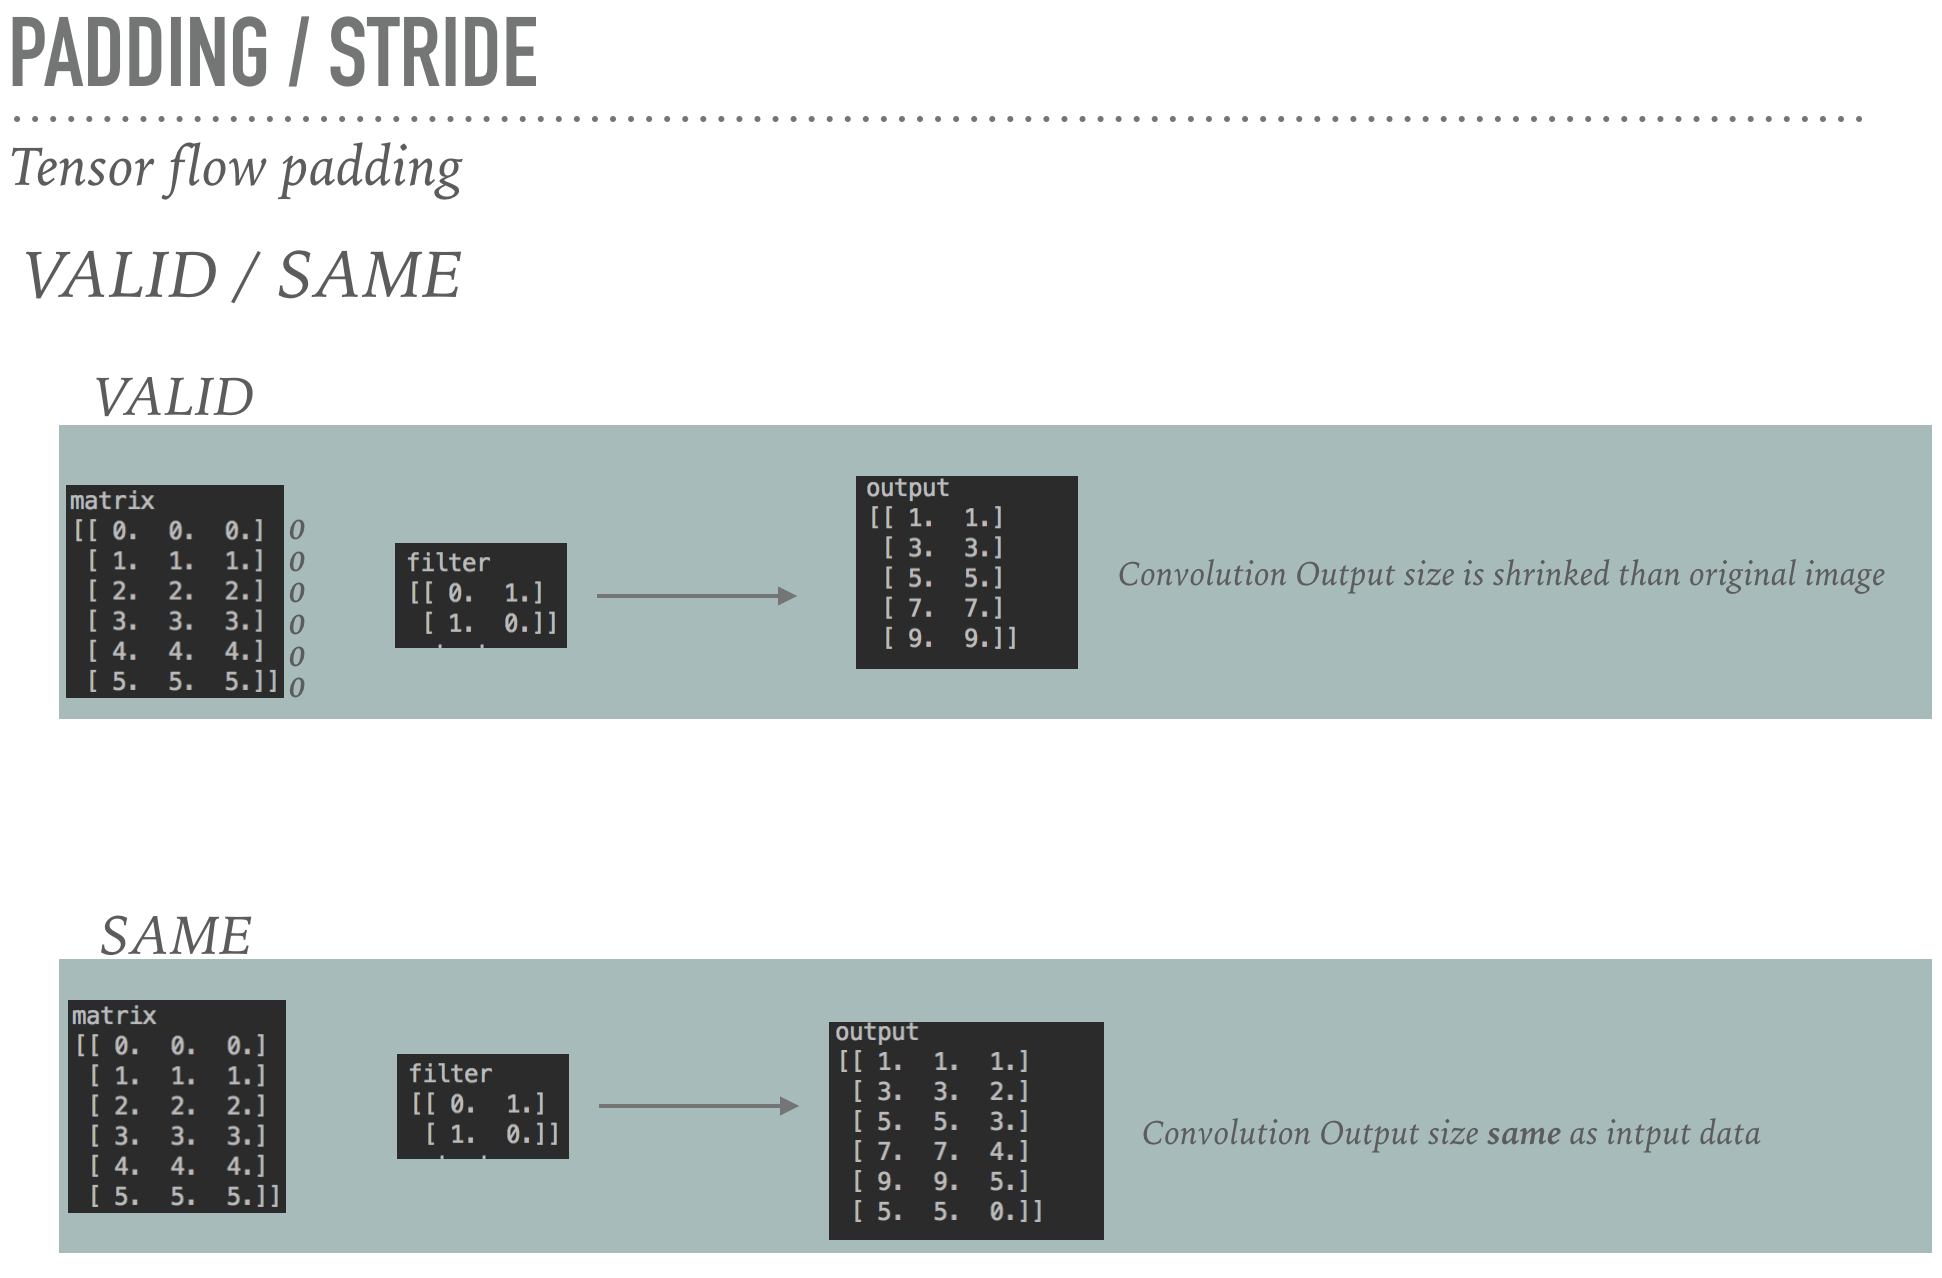 PADDING / STRIDE
Tensor flow padding
VALID / SAME
VALID
matrix
[[ 0. 0. 0.] 0
[ 1. 1. 1.] 0
[ 2. 2. 2.] 0
[ 3. 3. 3.] 0
[ 4. 4. 4.] 0
[ 5. 5. 5.]] 0
filter
[[ 0. 1.]
[ 1. 0.]]
output
[[ 1. 1.]
[ 3. 3.]
[ 5. 5.]
[ 7. 7.]
[ 9. 9.]]
Convolution Output size is shrinked than original image
SAME
matrix
[[ 0. 0. 0.]
[ 1. 1. 1.]
[ 2. 2. 2.]
[ 3. 3. 3.]
[ 4. 4. 4.]
[ 5. 5. 5.]]
filter
[[ 0. 1.]
[ 1. 0.]]
output
[[ 1. 1. 1.]
[ 3. 3. 2.]
[ 5. 5. 3.]
[ 7. 7. 4.]
[ 9. 9. 5.]
[ 5. 5. 0.]]
Convolution Output size same as intput data